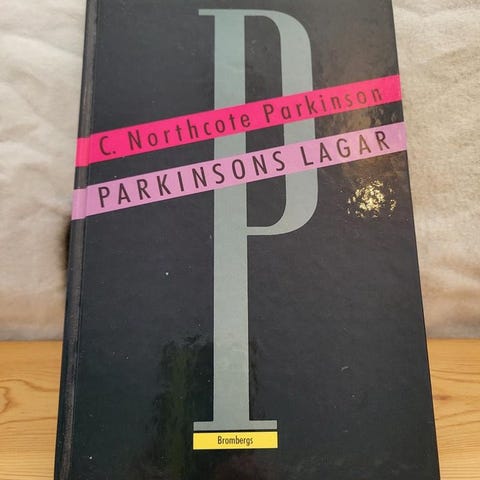 P
C. Northcote Parkinson
PARKINSONS LAGAR
Brombergs